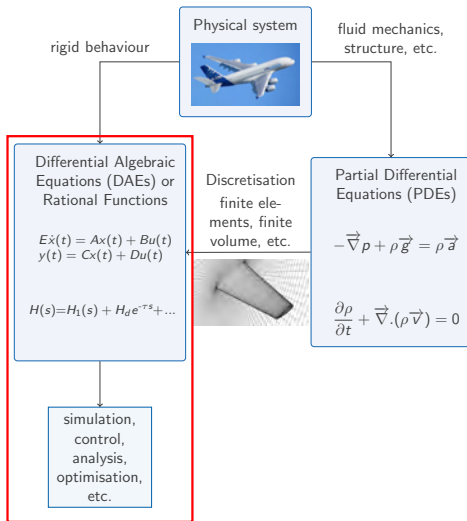 Physical system
rigid behaviour
fluid mechanics,
structure, etc.
Differential Algebraic
Equations (DAEs) or
Rational Functions
Eẋ(t) = Ax(t) + Bu(t)
y(t) = Cx(t) + Du(t)
H(s)=H₁(s) + H_d e^{-τs}+...
Discretisation
finite ele-
ments, finite
volume, etc.
Partial Differential
Equations (PDEs)
−∇⃗p + ρg⃗ = ρa⃗
∂ρ/∂t + ∇⃗.(ρv⃗) = 0
simulation,
control,
analysis,
optimisation,
etc.